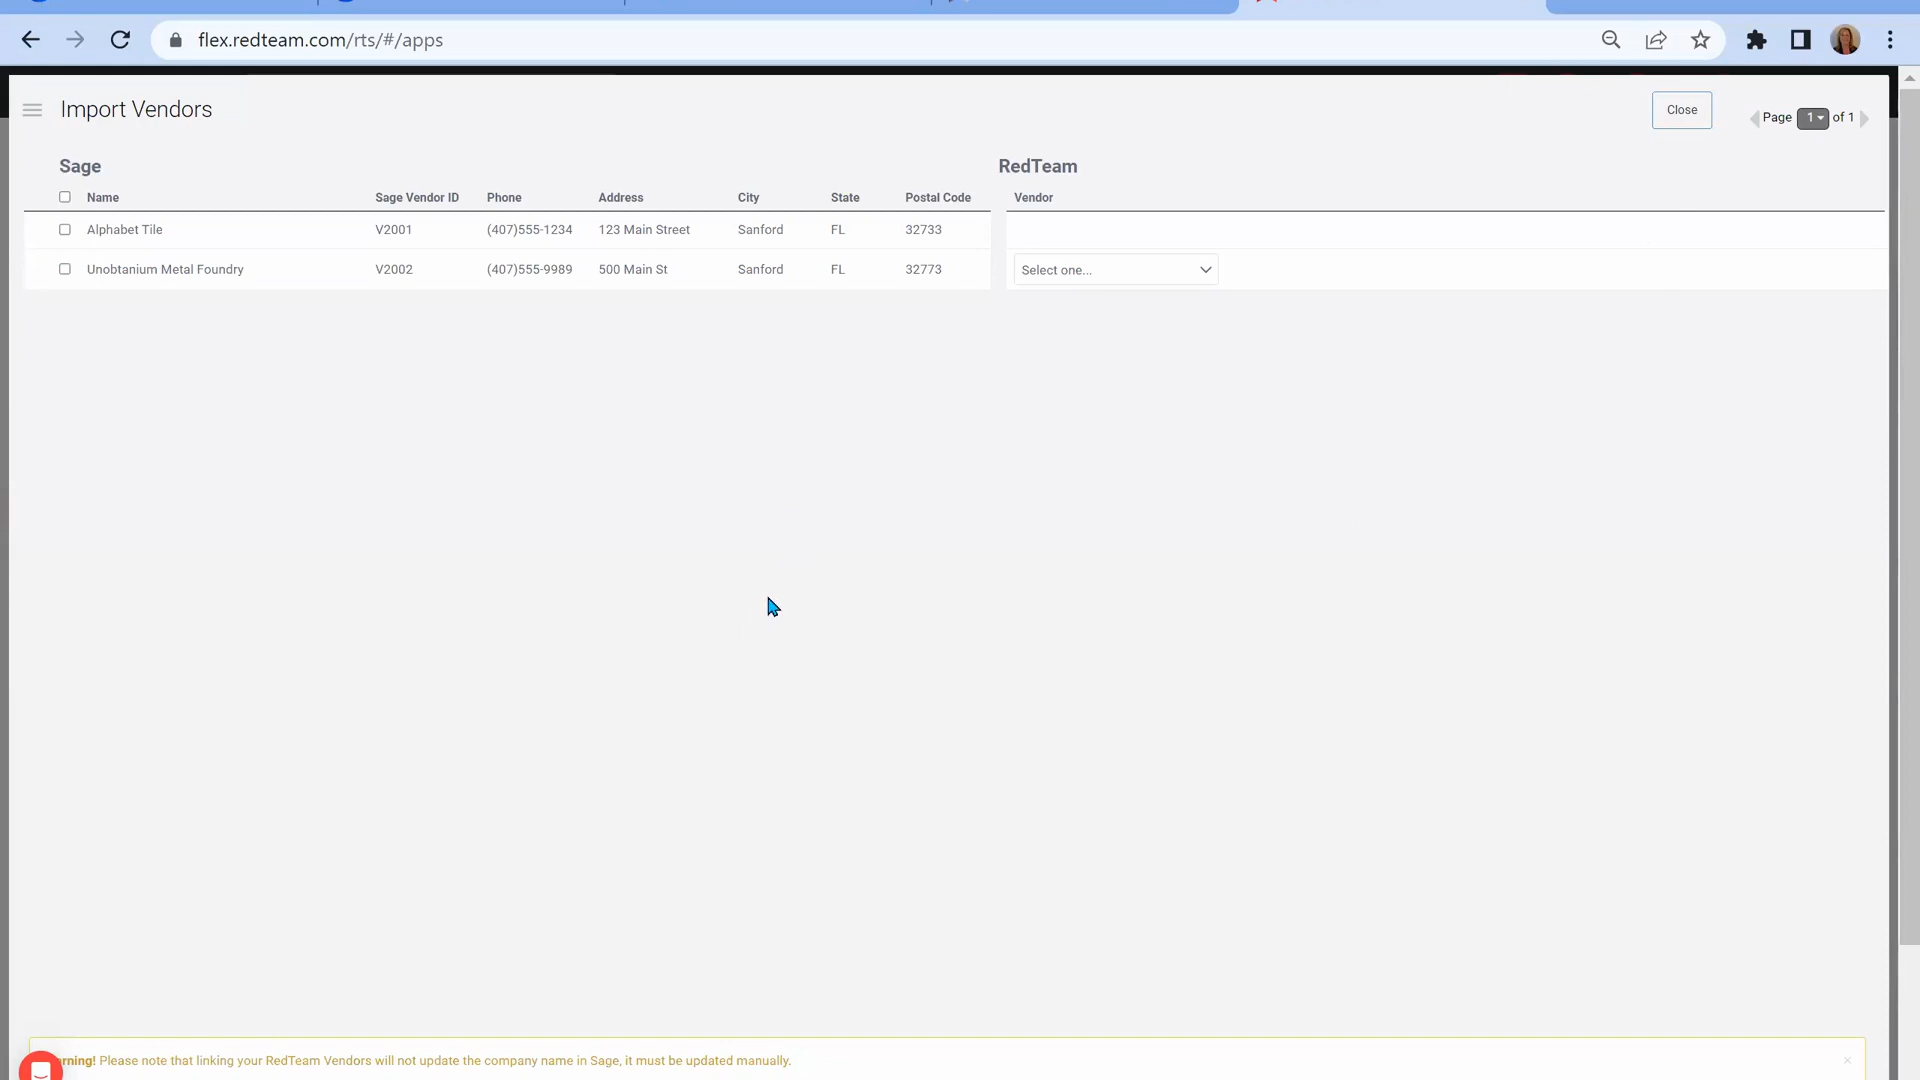 flex.redteam.com/rts/#/apps
Import Vendors
Close
Page 1 of 1
Sage
RedTeam
Name Sage Vendor ID Phone Address City State Postal Code Vendor
Alphabet Tile V2001 (407)555-1234 123 Main Street Sanford FL 32733
Unobtanium Metal Foundry V2002 (407)555-9989 500 Main St Sanford FL 32773 Select one...
rning! Please note that linking your RedTeam Vendors will not update the company name in Sage, it must be updated manually.